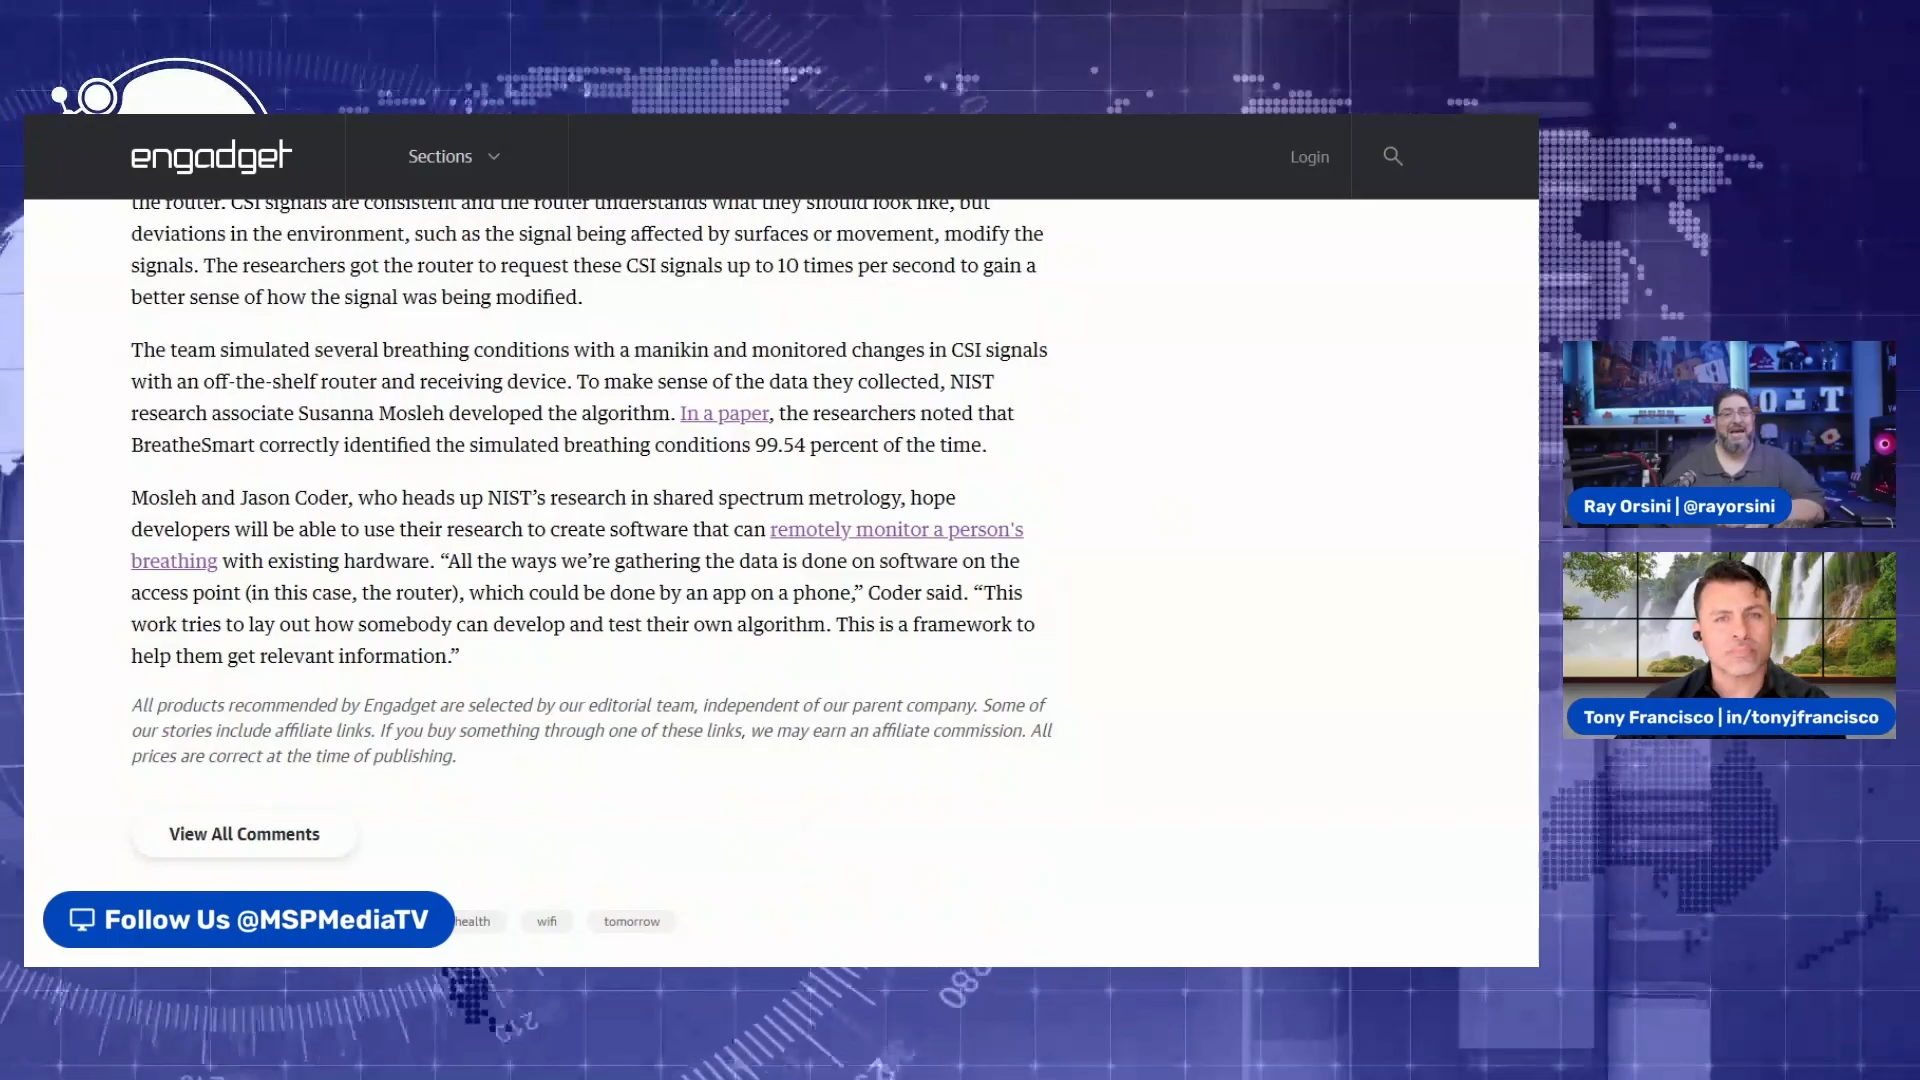 engadget
Sections
Login
the router. CSI signals are consistent and the router understands what they should look like, but
deviations in the environment, such as the signal being affected by surfaces or movement, modify the
signals. The researchers got the router to request these CSI signals up to 10 times per second to gain a
better sense of how the signal was being modified.
The team simulated several breathing conditions with a manikin and monitored changes in CSI signals
with an off-the-shelf router and receiving device. To make sense of the data they collected, NIST
research associate Susanna Mosleh developed the algorithm. In a paper, the researchers noted that
BreatheSmart correctly identified the simulated breathing conditions 99.54 percent of the time.
Mosleh and Jason Coder, who heads up NIST’s research in shared spectrum metrology, hope
developers will be able to use their research to create software that can remotely monitor a person's
breathing with existing hardware. “All the ways we’re gathering the data is done on software on the
access point (in this case, the router), which could be done by an app on a phone,” Coder said. “This
work tries to lay out how somebody can develop and test their own algorithm. This is a framework to
help them get relevant information.”
All products recommended by Engadget are selected by our editorial team, independent of our parent company. Some of
our stories include affiliate links. If you buy something through one of these links, we may earn an affiliate commission. All
prices are correct at the time of publishing.
View All Comments
Follow Us @MSPMediaTV
health
wifi
tomorrow
Ray Orsini | @rayorsini
Tony Francisco | in/tonyjfrancisco